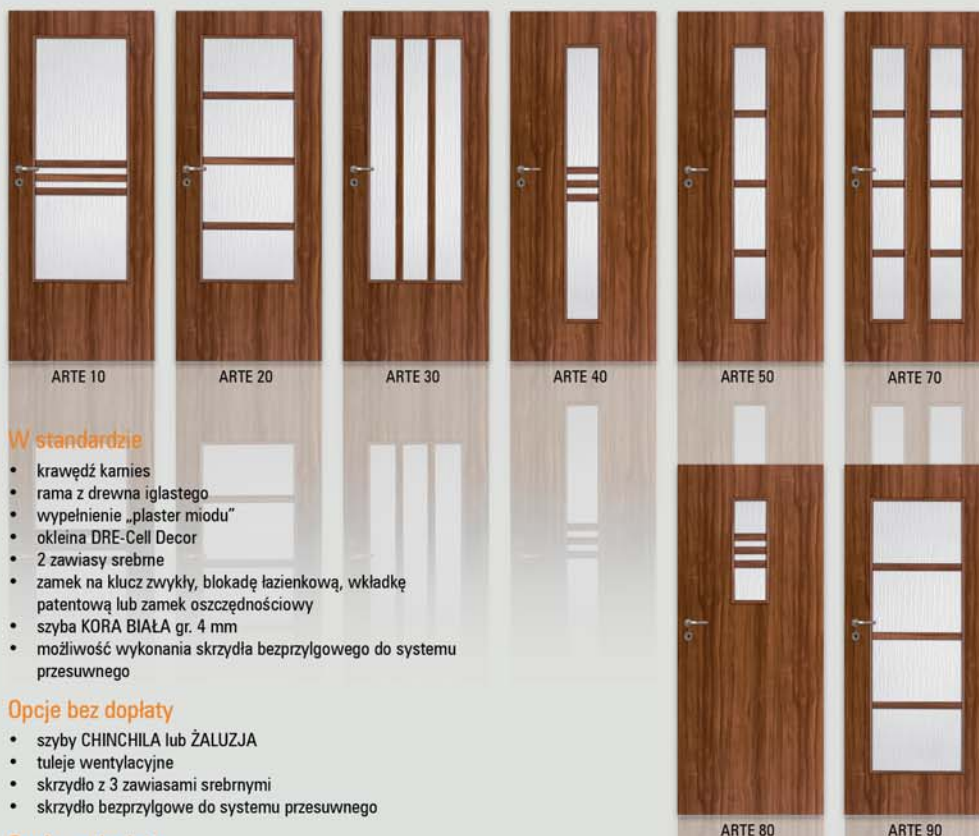 ARTE 10
ARTE 20
ARTE 30
ARTE 40
ARTE 50
ARTE 70
W standardzie
• krawędź karnies
• rama z drewna iglastego
• wypełnienie „plaster miodu”
• okleina DRE-Cell Decor
• 2 zawiasy srebrne
• zamek na klucz zwykły, blokadę łazienkową, wkładkę
patentową lub zamek oszczędnościowy
• szyba KORA BIAŁA gr. 4 mm
• możliwość wykonania skrzydła bezprzylgowego do systemu
przesuwnego
Opcje bez dopłaty
• szyby CHINCHILA lub ŻALUZJA
• tuleje wentylacyjne
• skrzydło z 3 zawiasami srebrnymi
• skrzydło bezprzylgowe do systemu przesuwnego
ARTE 80
ARTE 90